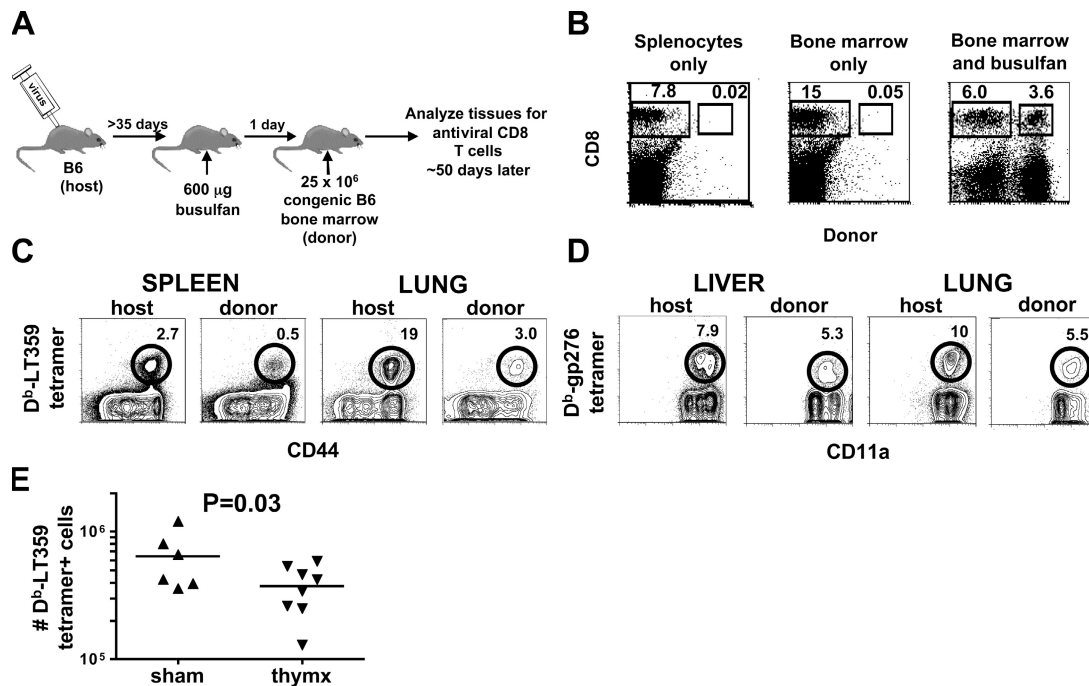 A
virus
B6
(host)
>35 days
600 µg
busulfan
1 day
25 x 10⁶
congenic B6
bone marrow
(donor)
Analyze tissues for
antiviral CD8
T cells
~50 days later
B
Splenocytes
only
Bone marrow
only
Bone marrow
and busulfan
7.8 0.02
15 0.05
6.0 3.6
CD8
Donor
C
SPLEEN LUNG
host donor host donor
2.7 0.5 19 3.0
Dᵇ-LT359
tetramer
CD44
D
LIVER LUNG
host donor host donor
7.9 5.3 10 5.5
Dᵇ-gp276
tetramer
CD11a
E
P=0.03
# Dᵇ-LT359
tetramer+ cells
10⁶
10⁵
sham thymx